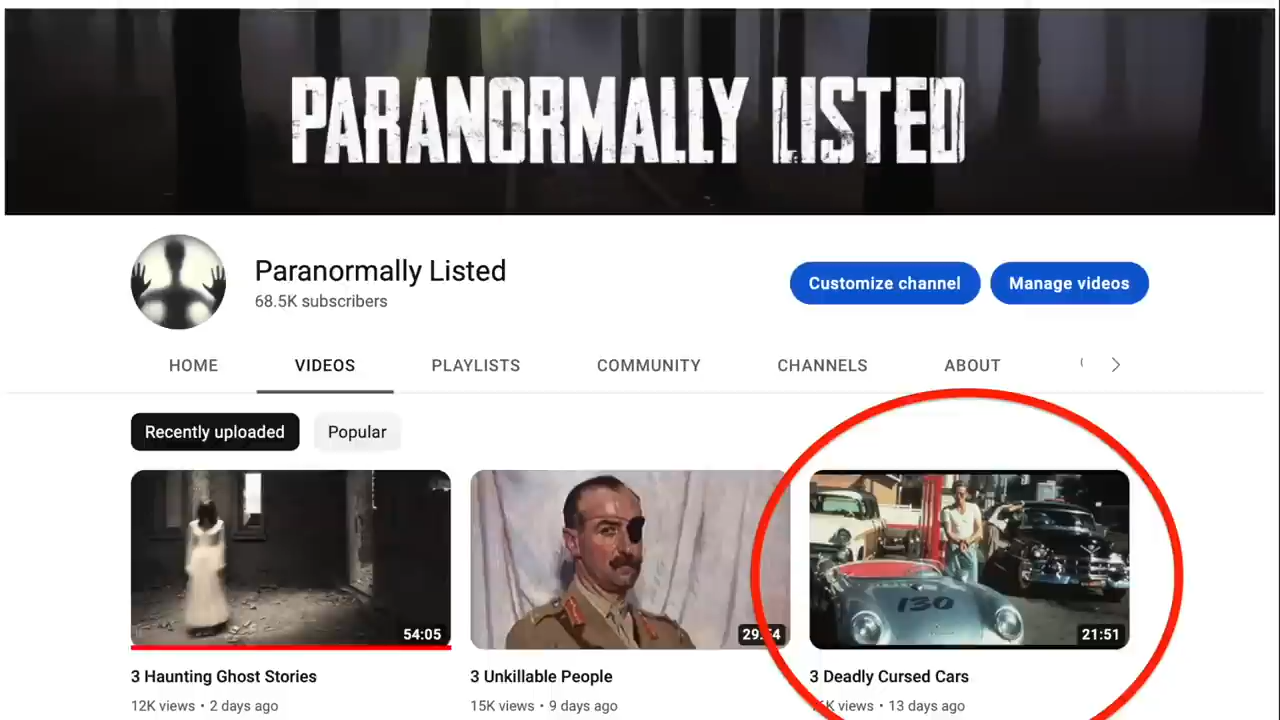 PARANORMALLY LISTED
Paranormally Listed
68.5K subscribers
Customize channel
Manage videos
HOME VIDEOS PLAYLISTS COMMUNITY CHANNELS ABOUT
Recently uploaded
Popular
130
54:05
21:51
3 Haunting Ghost Stories
3 Unkillable People
3 Deadly Cursed Cars
12K views • 2 days ago
15K views • 9 days ago
views • 13 days ago